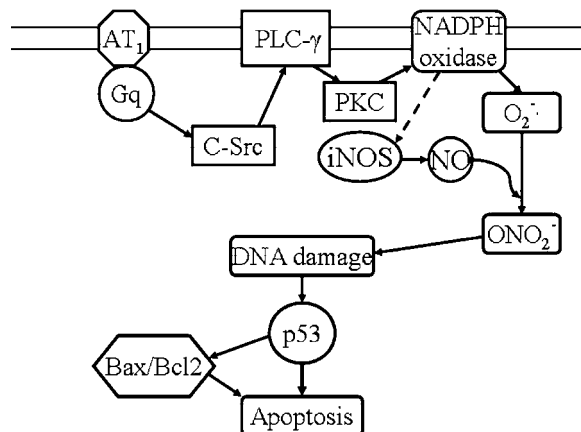 AT₁
PLC-γ
NADPH
oxidase
Gq
PKC
O₂⁻·
C-Src
iNOS
NO
ONO₂⁻
DNA damage
p53
Bax/Bcl2
Apoptosis